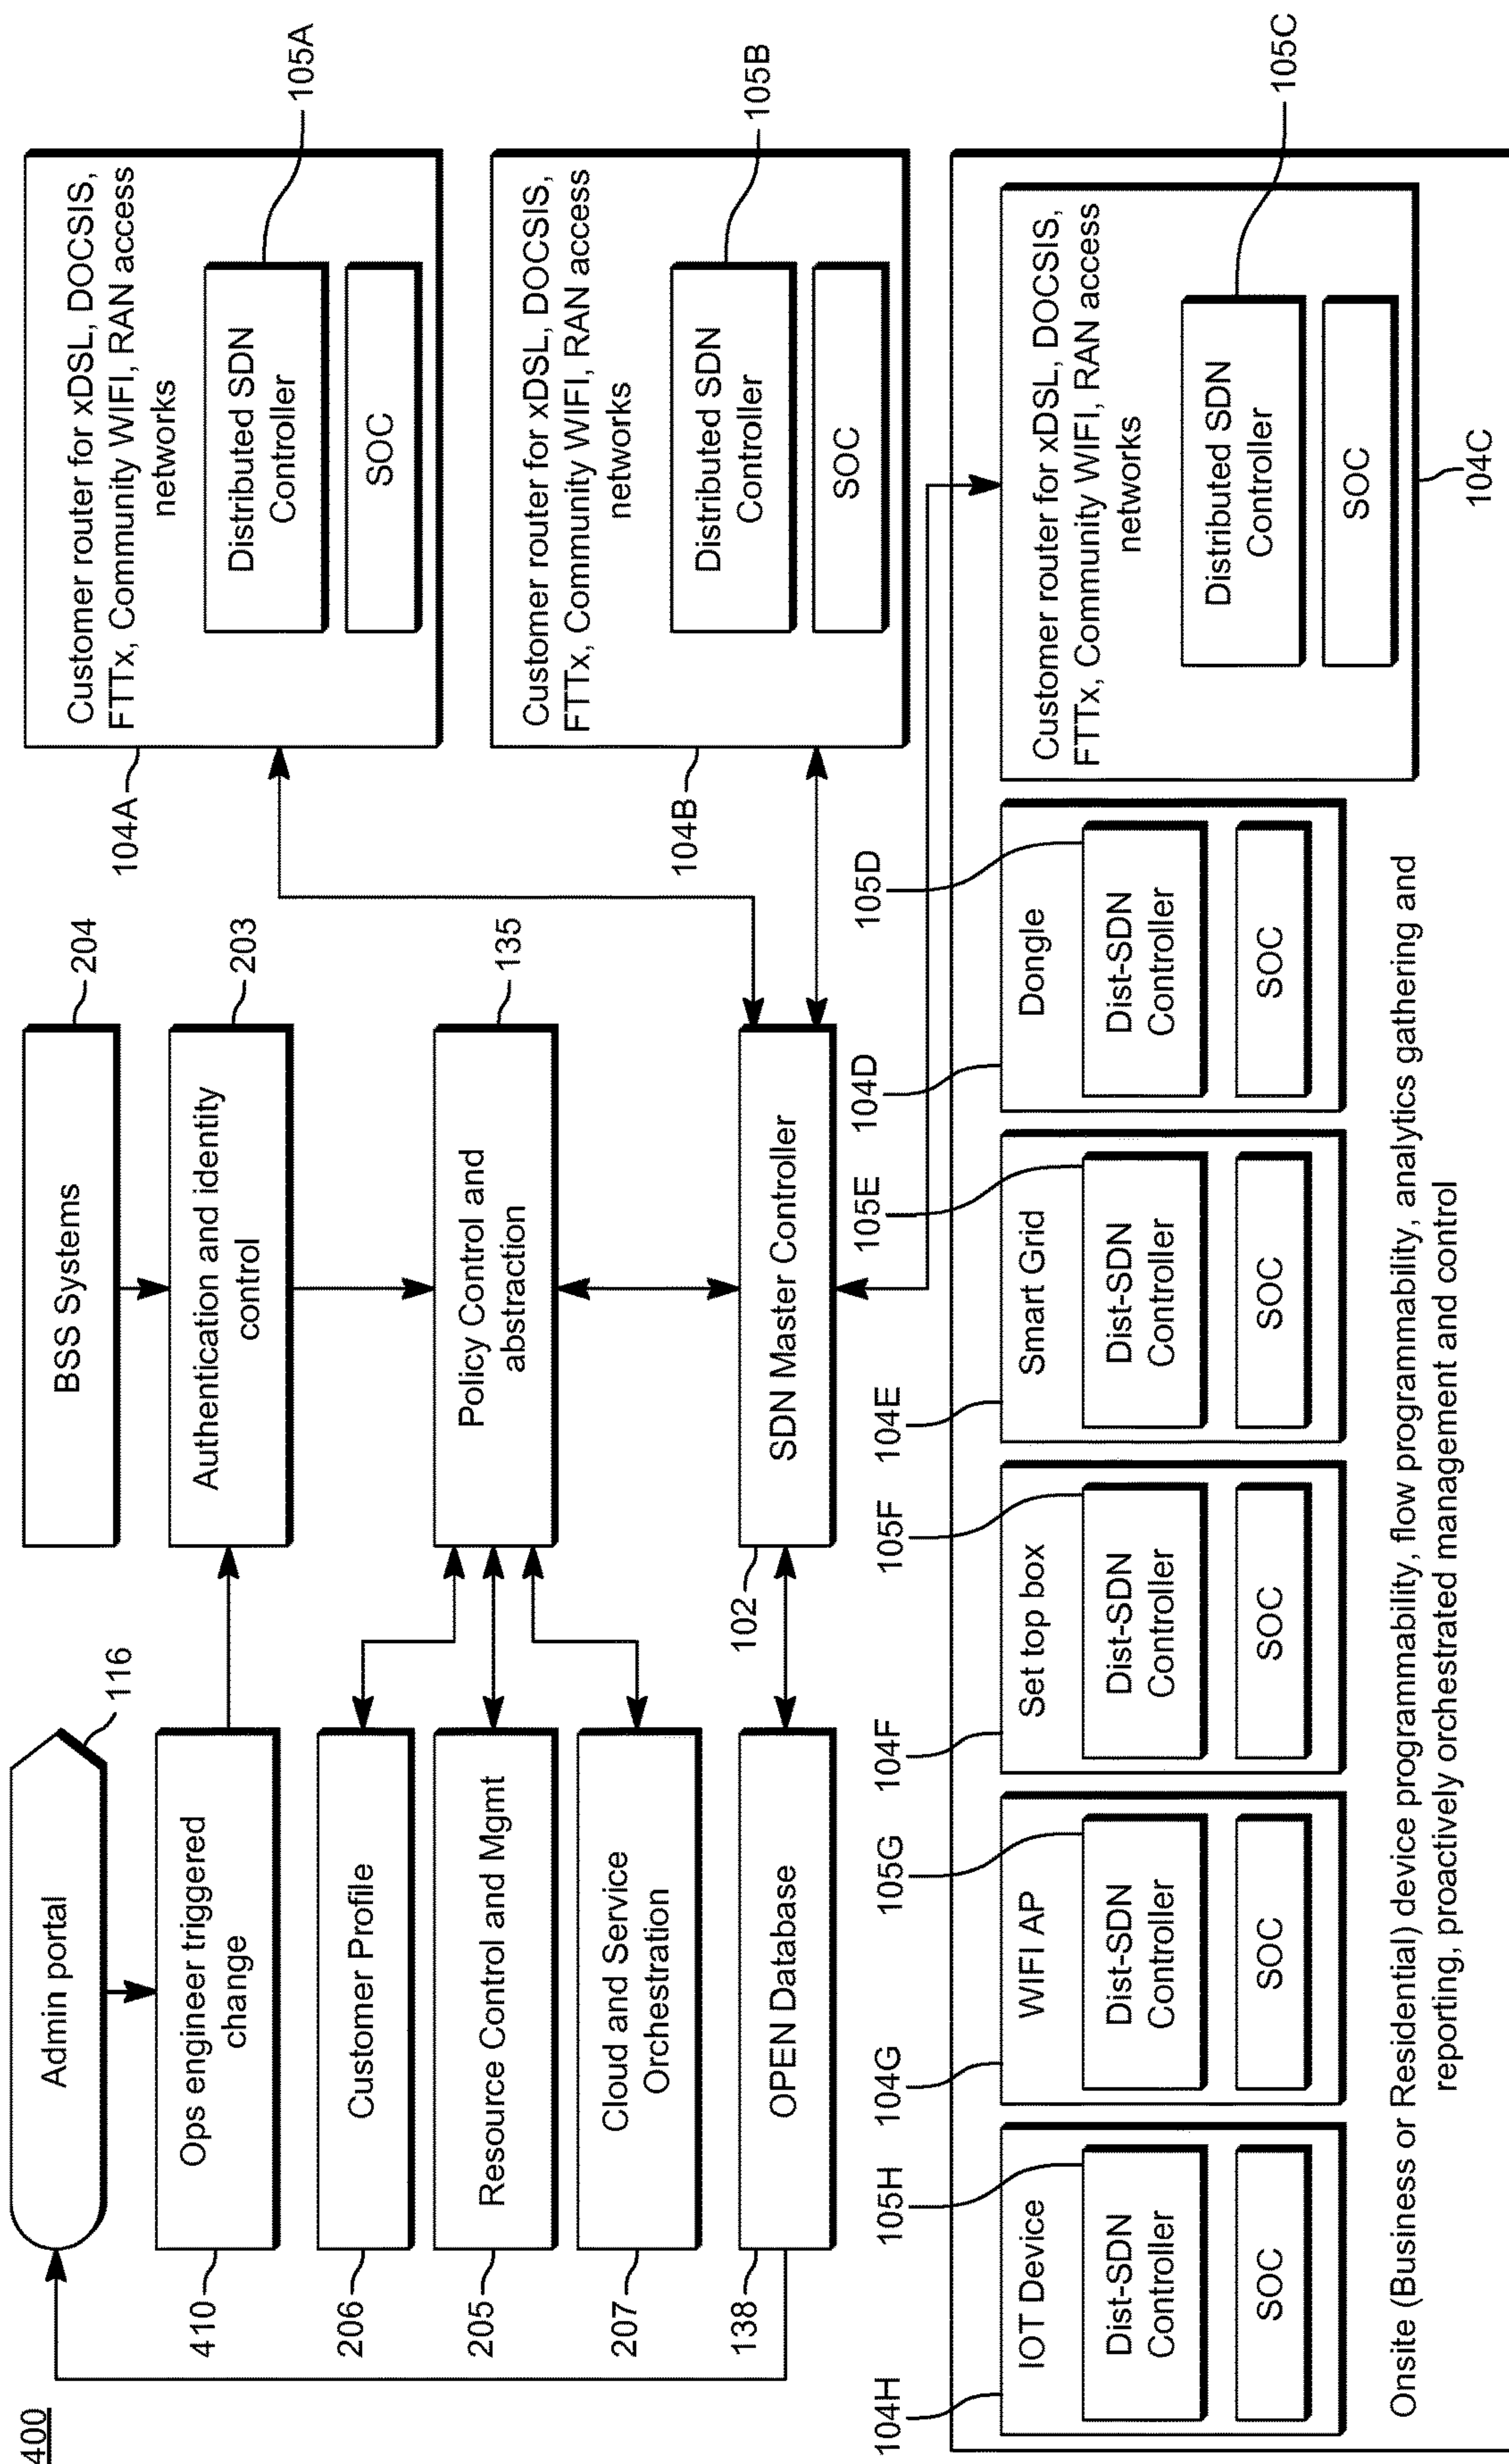 400
Admin portal
116
Ops engineer triggered
change
410
BSS Systems
204
Authentication and identity
control
203
Customer Profile
206
Resource Control and Mgmt
205
Cloud and Service
Orchestration
207
Policy Control and
abstraction
135
OPEN Database
138
SDN Master Controller
102
Customer router for xDSL, DOCSIS,
FTTx, Community WIFI, RAN access
networks
Distributed SDN
Controller
SOC
104A
105A
Customer router for xDSL, DOCSIS,
FTTx, Community WIFI, RAN access
networks
Distributed SDN
Controller
SOC
104B
105B
IOT Device
Dist-SDN
Controller
SOC
104H
105H
WIFI AP
Dist-SDN
Controller
SOC
104G
105G
Set top box
Dist-SDN
Controller
SOC
104F
105F
Smart Grid
Dist-SDN
Controller
SOC
104E
105E
Dongle
Dist-SDN
Controller
SOC
104D
105D
Customer router for xDSL, DOCSIS,
FTTx, Community WIFI, RAN access
networks
Distributed SDN
Controller
SOC
104C
105C
Onsite (Business or Residential) device programmability, flow programmability, analytics gathering and
reporting, proactively orchestrated management and control